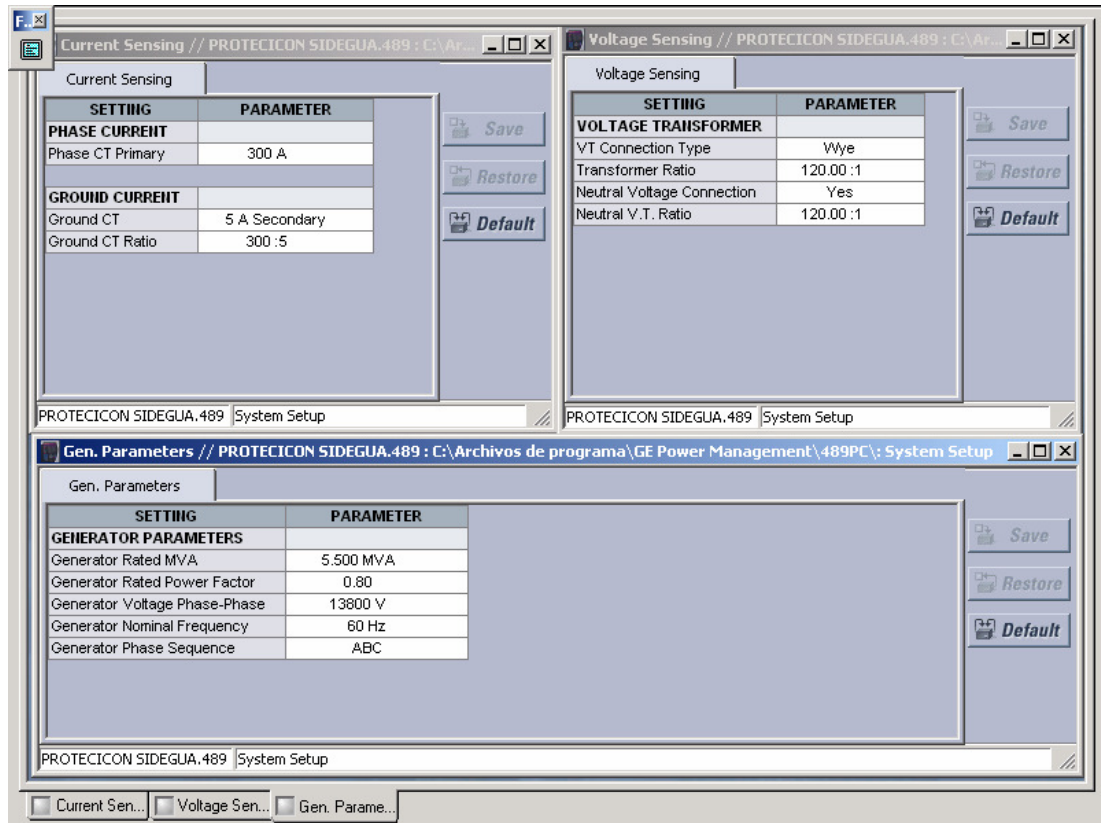 F...
Current Sensing // PROTECICON SIDEGUA.489 : C:\Ar...
Current Sensing
SETTING PARAMETER
PHASE CURRENT
Phase CT Primary 300 A
GROUND CURRENT
Ground CT 5 A Secondary
Ground CT Ratio 300 :5
Save
Restore
Default
PROTECICON SIDEGUA.489 System Setup
Voltage Sensing // PROTECICON SIDEGUA.489 : C:\Ar...
Voltage Sensing
SETTING PARAMETER
VOLTAGE TRANSFORMER
VT Connection Type Wye
Transformer Ratio 120.00 :1
Neutral Voltage Connection Yes
Neutral V.T. Ratio 120.00 :1
Save
Restore
Default
PROTECICON SIDEGUA.489 System Setup
Gen. Parameters // PROTECICON SIDEGUA.489 : C:\Archivos de programa\GE Power Management\489PC\: System Setup
Gen. Parameters
SETTING PARAMETER
GENERATOR PARAMETERS
Generator Rated MVA 5.500 MVA
Generator Rated Power Factor 0.80
Generator Voltage Phase-Phase 13800 V
Generator Nominal Frequency 60 Hz
Generator Phase Sequence ABC
Save
Restore
Default
PROTECICON SIDEGUA.489 System Setup
Current Sen... Voltage Sen... Gen. Parame...